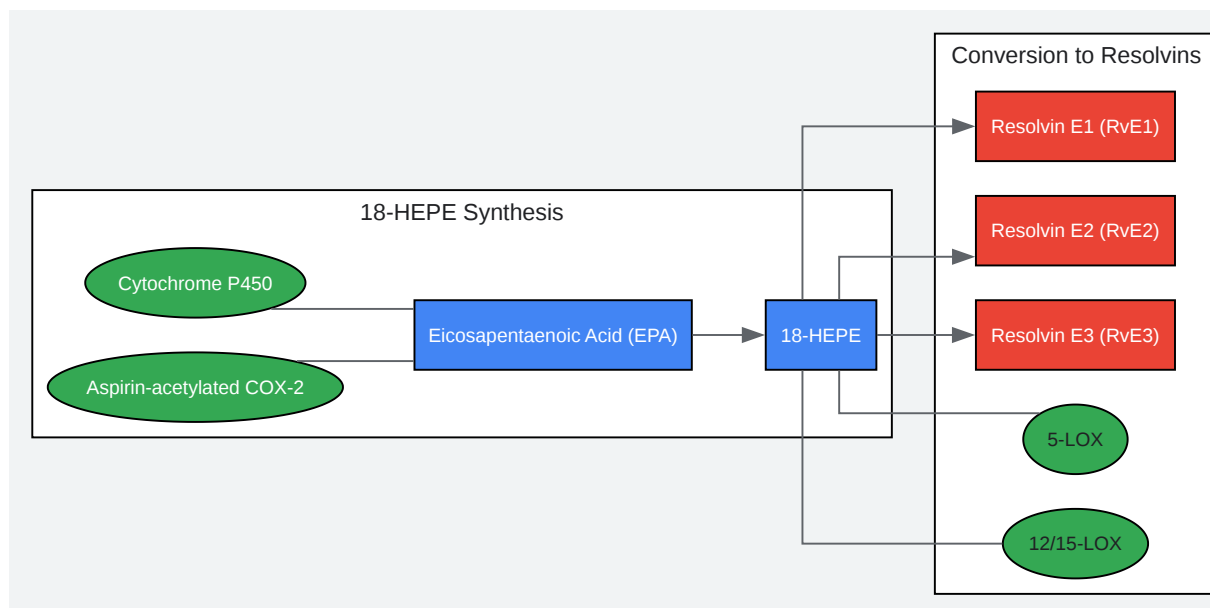 Conversion to Resolvins
Resolvin E1 (RvE1)
Resolvin E2 (RvE2)
18-HEPE Synthesis
Cytochrome P450
Eicosapentaenoic Acid (EPA)
18-HEPE
Resolvin E3 (RvE3)
Aspirin-acetylated COX-2
5-LOX
12/15-LOX